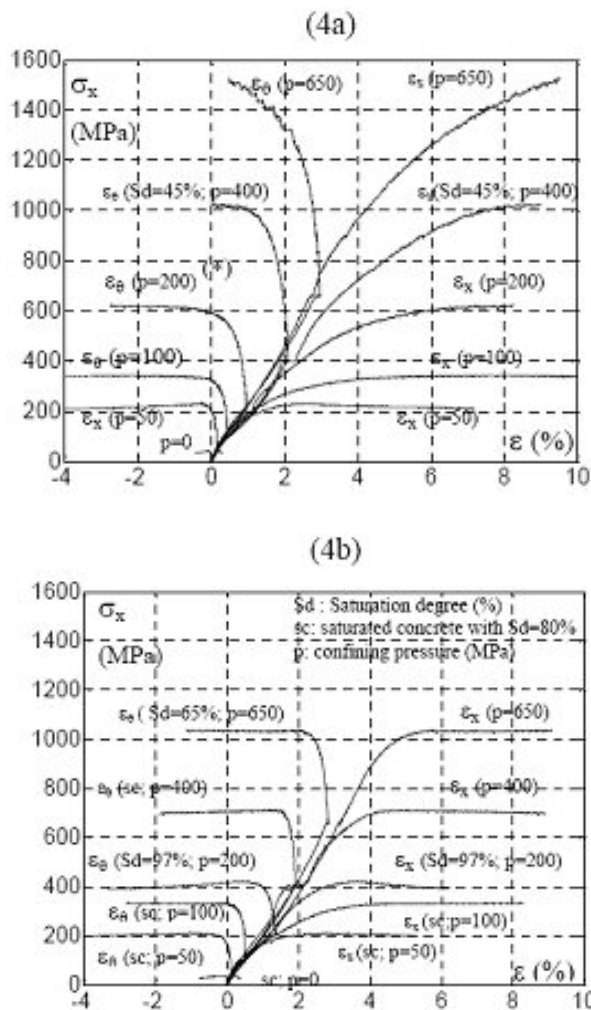 (4a)
1600
1400
1200
1000
800
600
400
200
0
σx
(MPa)
εθ (p=650)
εs (p=650)
εθ (Sd=45%; p=400)
(Sd=45%; p=400)
(*)
εθ (p=200)
εx (p=200)
εθ (p=100)
εx (p=100)
εx (p=50)
εx (p=50)
p=0
ε (%)
-4 -2 0 2 4 6 8 10
(4b)
1600
1400
1200
1000
800
600
400
200
0
σx
(MPa)
Sd : Saturation degree (%)
sc: saturated concrete with Sd=80%
p: confining pressure (MPa)
εθ ( Sd=65%; p=650)
εx (p=650)
εθ (sc; p=400)
εx (p=400)
εθ (Sd=97%; p=200)
εx (Sd=97%; p=200)
εθ (sq; p=100)
εs (sc;p=100)
εθ (sc; p=50)
εs (sc; p=50)
sc; p=0
ε (%)
-4 -2 0 2 4 6 8 10